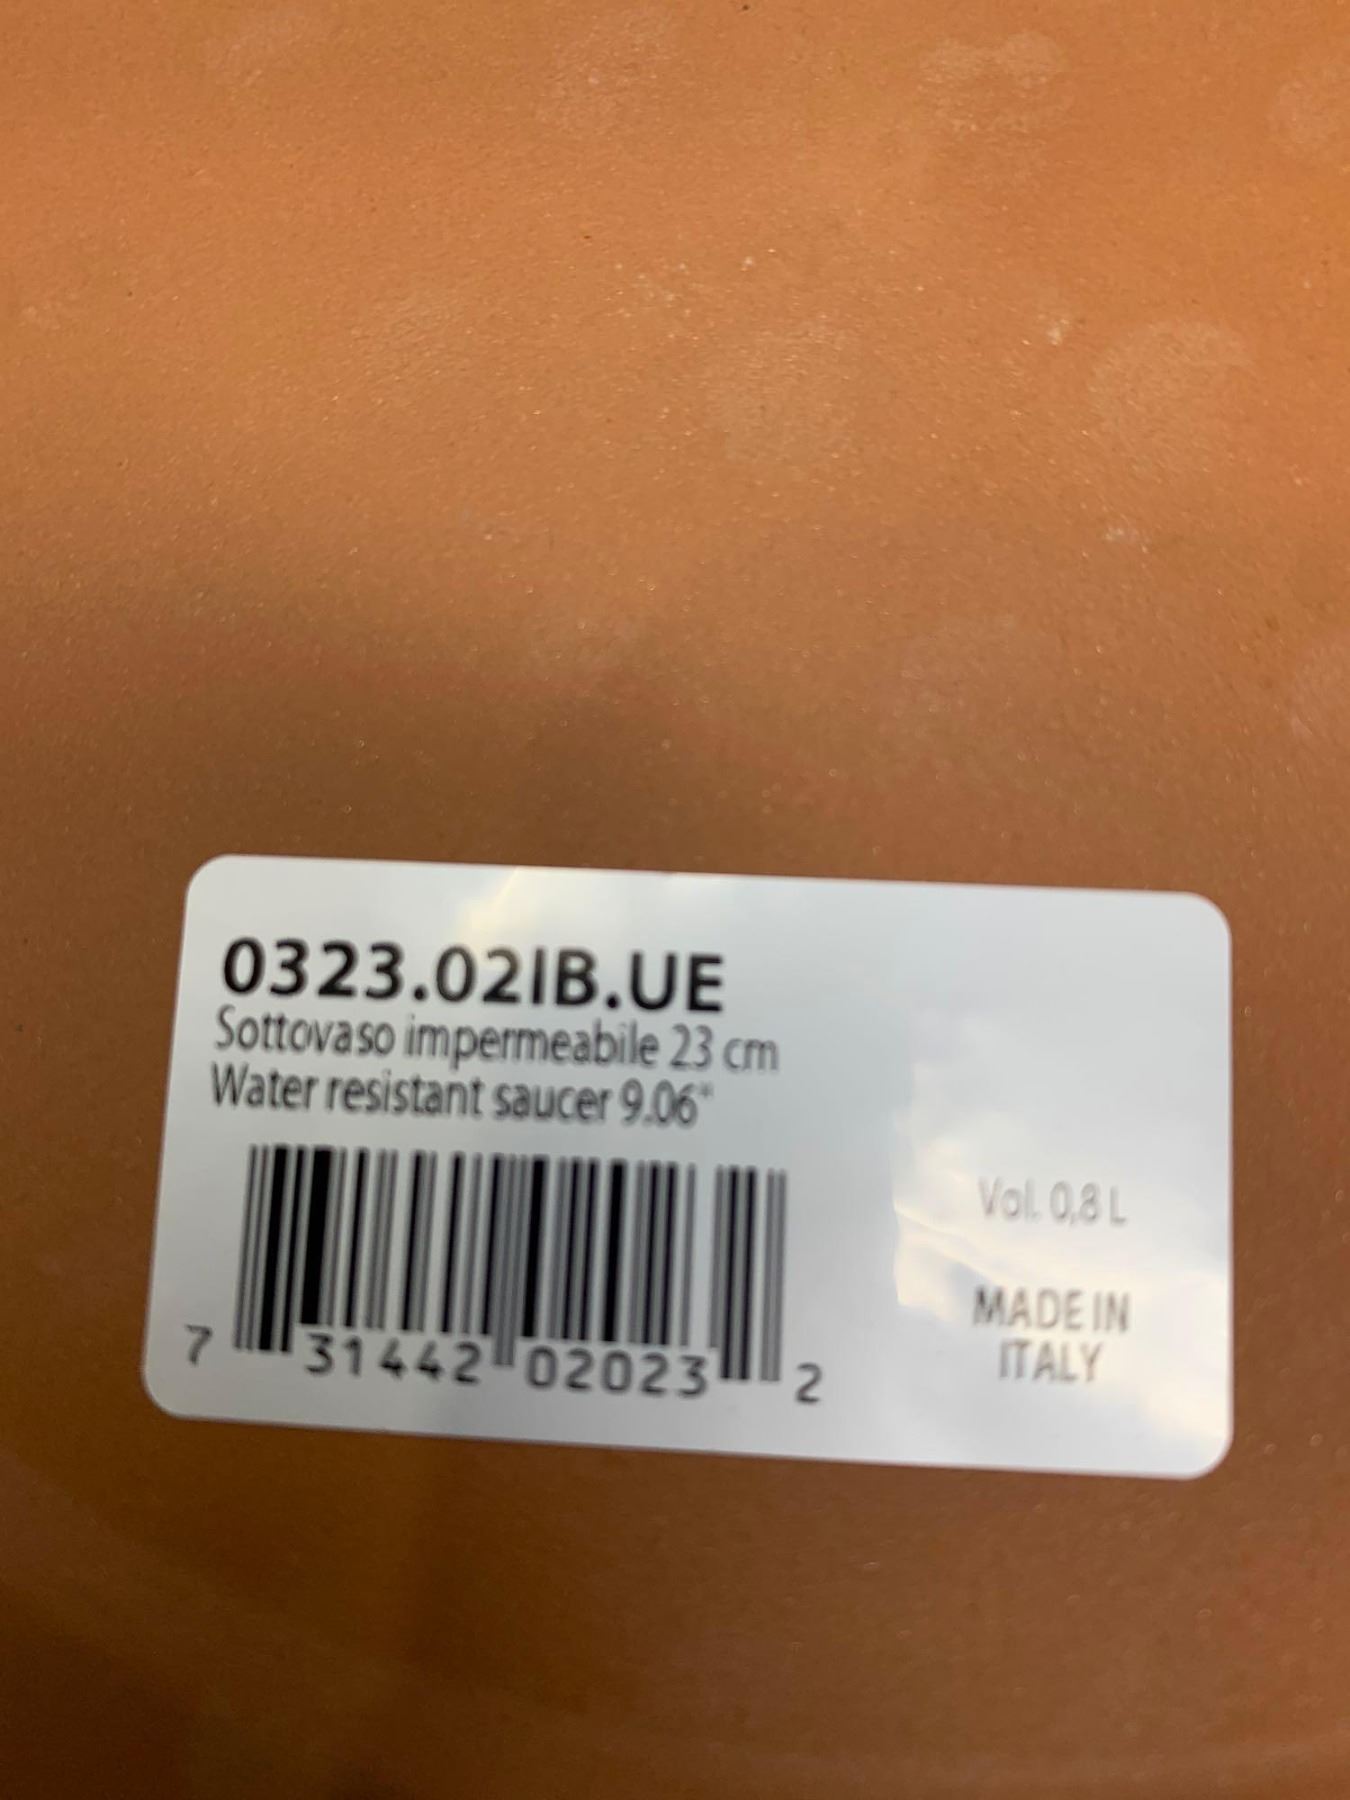 0323.02IB.UE
Sottovaso impermeabile 23 cm
Water resistant saucer 9.06"
Vol. 0,8 L
MADE IN
ITALY
7 31442 02023 2